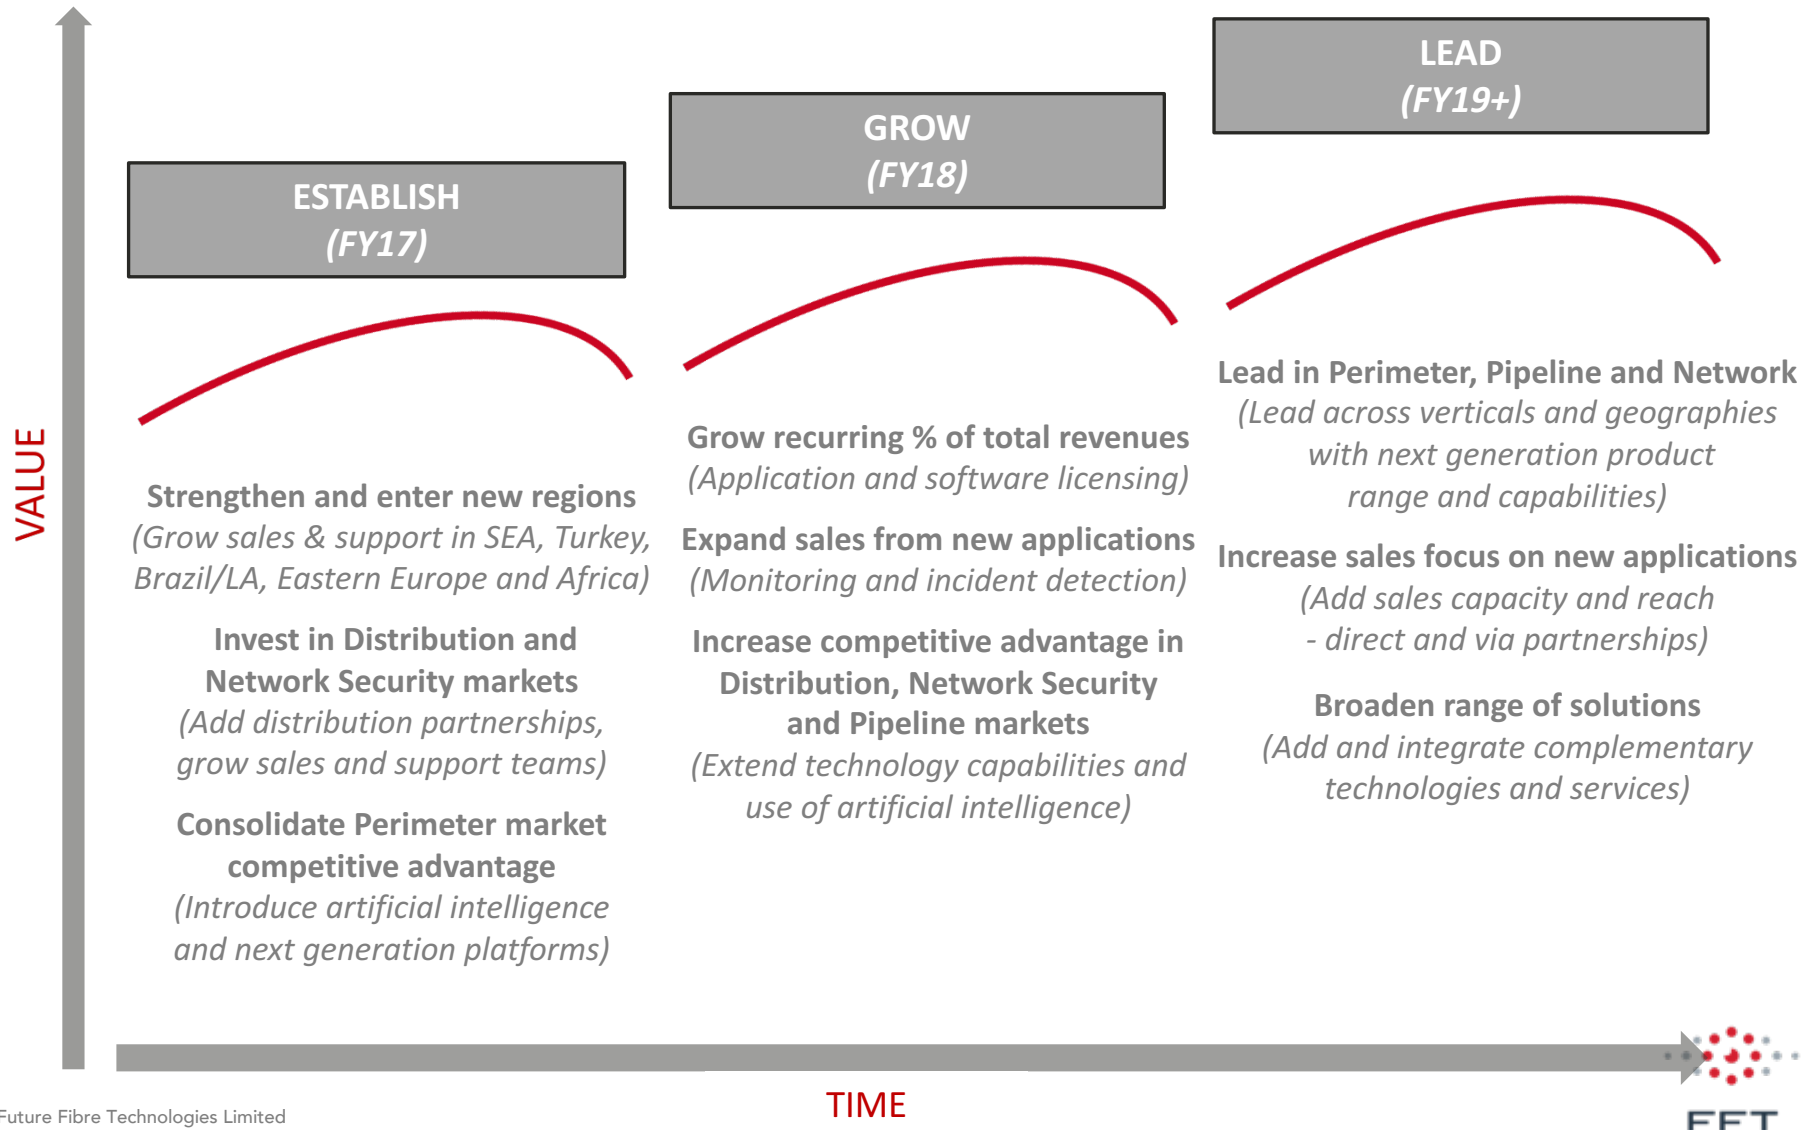 VALUE
ESTABLISH
(FY17)
Strengthen and enter new regions
(Grow sales & support in SEA, Turkey,
Brazil/LA, Eastern Europe and Africa)
Invest in Distribution and
Network Security markets
(Add distribution partnerships,
grow sales and support teams)
Consolidate Perimeter market
competitive advantage
(Introduce artificial intelligence
and next generation platforms)
GROW
(FY18)
Grow recurring % of total revenues
(Application and software licensing)
Expand sales from new applications
(Monitoring and incident detection)
Increase competitive advantage in
Distribution, Network Security
and Pipeline markets
(Extend technology capabilities and
use of artificial intelligence)
LEAD
(FY19+)
Lead in Perimeter, Pipeline and Network
(Lead across verticals and geographies
with next generation product
range and capabilities)
Increase sales focus on new applications
(Add sales capacity and reach
- direct and via partnerships)
Broaden range of solutions
(Add and integrate complementary
technologies and services)
TIME
Future Fibre Technologies Limited
FFT